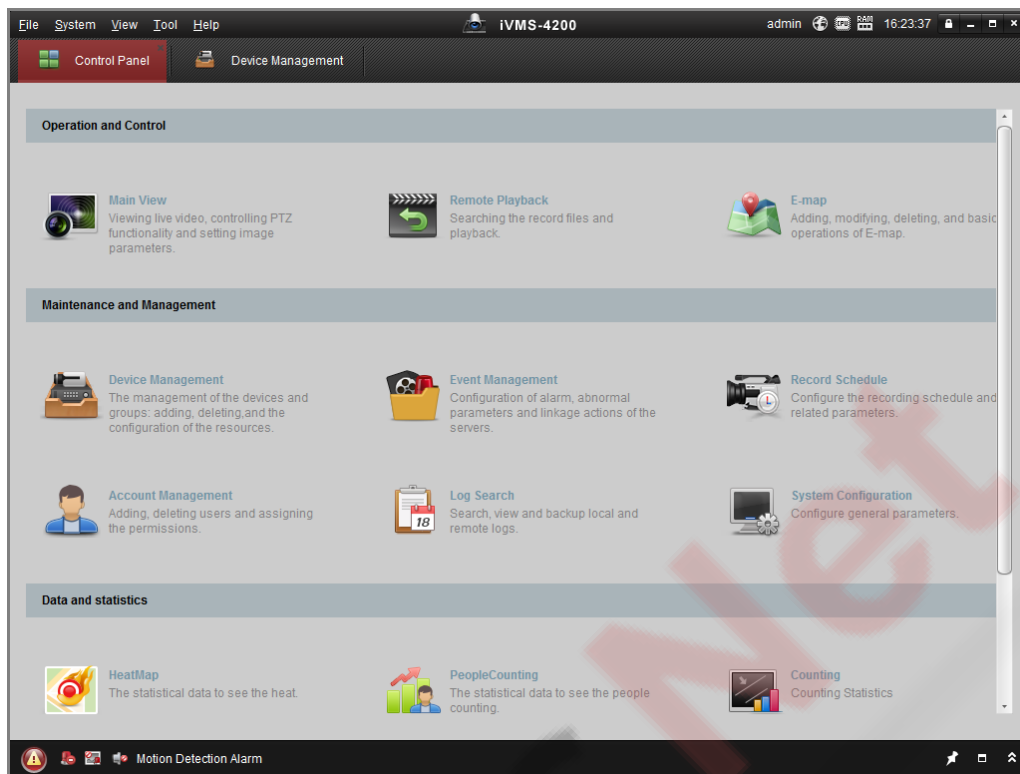 File System View Tool Help iVMS-4200 admin CPU RAM 16:23:37
Control Panel Device Management
Operation and Control
Main View
Viewing live video, controlling PTZ
functionality and setting image
parameters.
Remote Playback
Searching the record files and
playback.
E-map
Adding, modifying, deleting, and basic
operations of E-map.
Maintenance and Management
Device Management
The management of the devices and
groups: adding, deleting,and the
configuration of the resources.
Event Management
Configuration of alarm, abnormal
parameters and linkage actions of the
servers.
Record Schedule
Configure the recording schedule and
related parameters.
Account Management
Adding, deleting users and assigning
the permissions.
18
Log Search
Search, view and backup local and
remote logs.
System Configuration
Configure general parameters.
Data and statistics
HeatMap
The statistical data to see the heat.
PeopleCounting
The statistical data to see the people
counting.
Counting
Counting Statistics
Motion Detection Alarm
Net